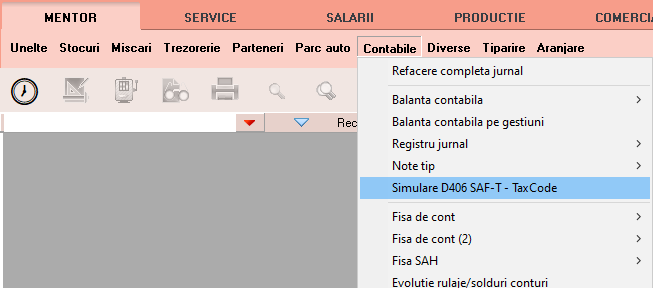 MENTOR SERVICE SALARII PRODUCTIE COMERCI
Unelte Stocuri Miscari Trezorerie Parteneri Parc auto Contabile Diverse Tiparire Aranjare
Refacere completa jurnal
Balanta contabila
Balanta contabila pe gestiuni
Rec
Registru jurnal
Note tip
Simulare D406 SAF-T - TaxCode
Fisa de cont
Fisa de cont (2)
Fisa SAH
Evolutie rulaje/solduri conturi